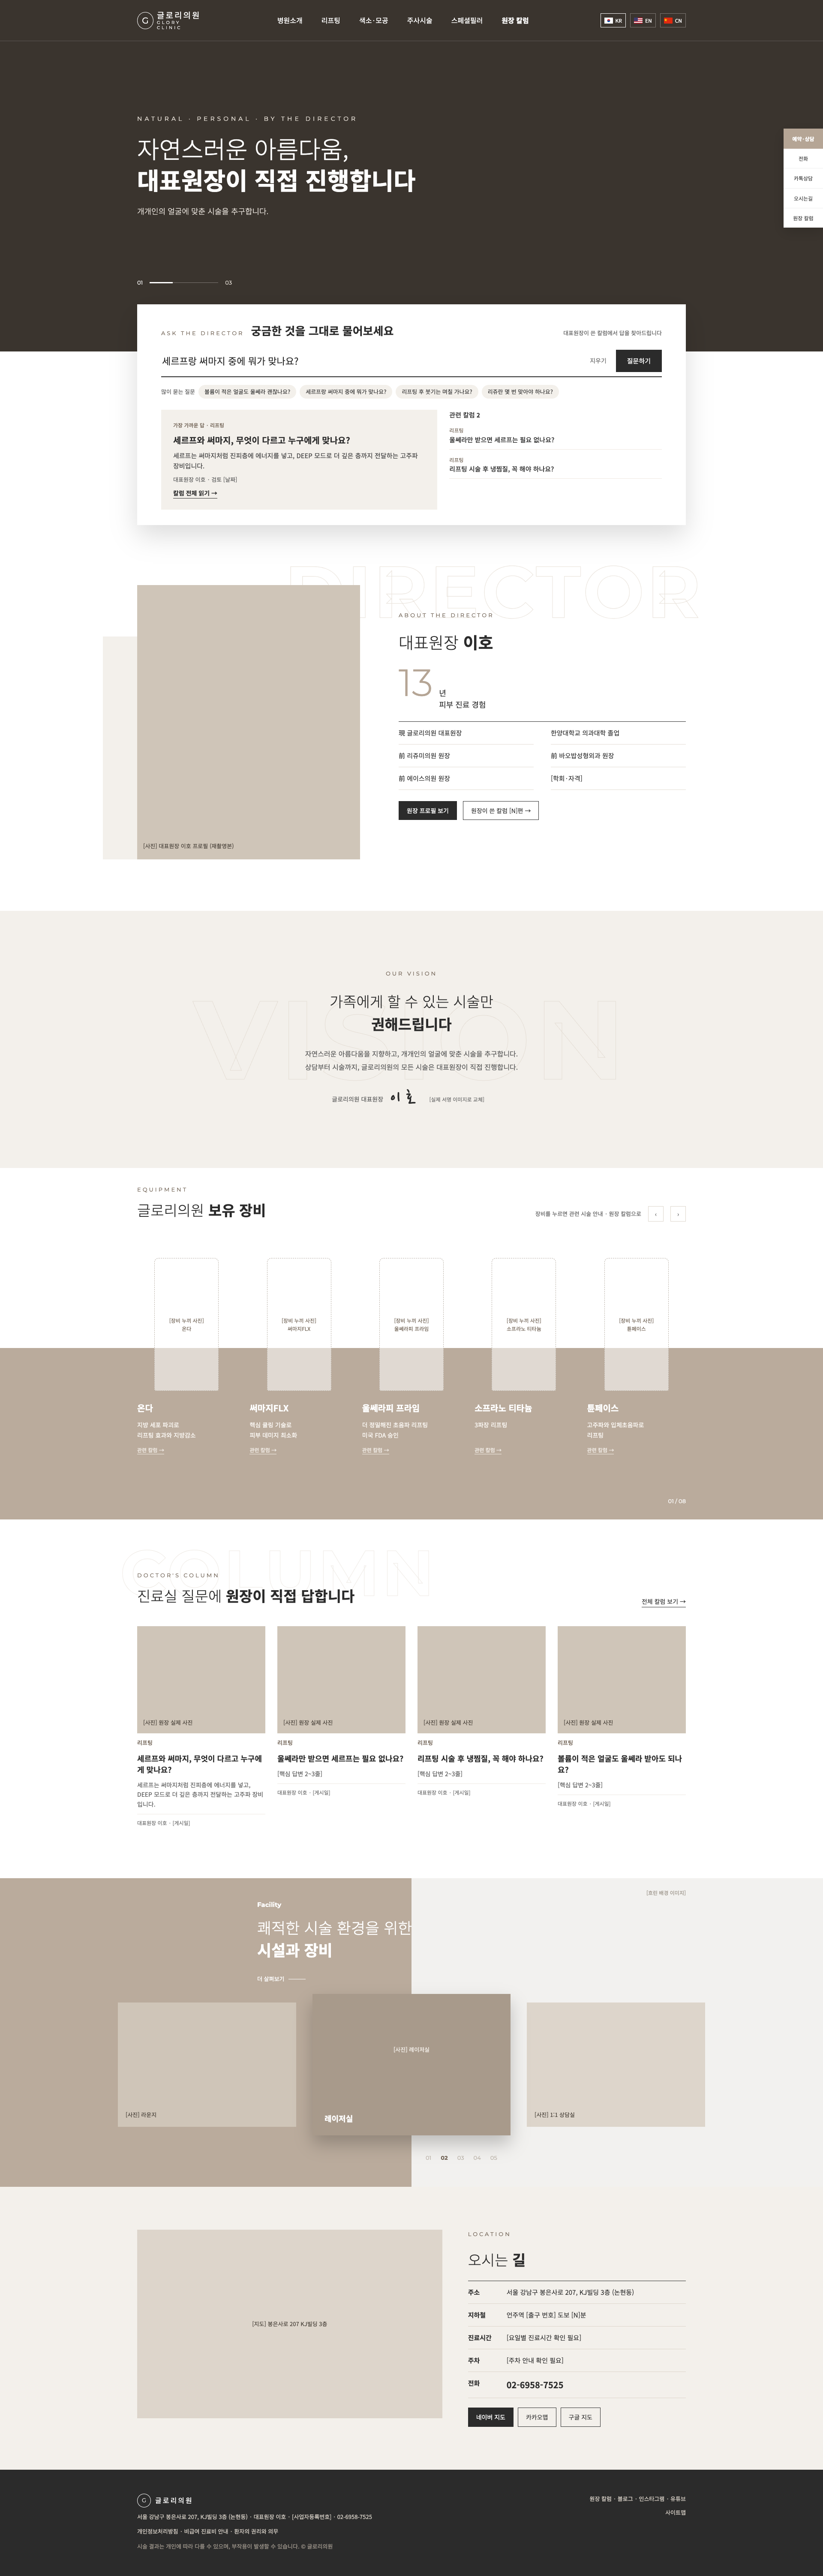 글로리의원
GLORY
CLINIC
병원소개
리프팅
색소·모공
주사시술
스페셜필러
원장 칼럼
KR
EN
CN
NATURAL · PERSONAL · BY THE DIRECTOR
자연스러운 아름다움,
대표원장이 직접 진행합니다
개개인의 얼굴에 맞춘 시술을 추구합니다.
01
03
예약·상담
전화
카톡상담
오시는길
원장 칼럼
ASK THE DIRECTOR 궁금한 것을 그대로 물어보세요
대표원장이 쓴 칼럼에서 답을 찾아드립니다
세르프랑 써마지 중에 뭐가 맞나요?
지우기
질문하기
많이 묻는 질문
볼륨이 적은 얼굴도 울쎄라 괜찮나요?
세르프랑 써마지 중에 뭐가 맞나요?
리프팅 후 붓기는 며칠 가나요?
리쥬란 몇 번 맞아야 하나요?
가장 가까운 답 · 리프팅
세르프와 써마지, 무엇이 다르고 누구에게 맞나요?
세르프는 써마지처럼 진피층에 에너지를 넣고, DEEP 모드로 더 깊은 층까지 전달하는 고주파
장비입니다.
대표원장 이호 · 검토 [날짜]
칼럼 전체 읽기 →
관련 칼럼 2
리프팅
울쎄라만 받으면 세르프는 필요 없나요?
리프팅
리프팅 시술 후 냉찜질, 꼭 해야 하나요?
DIRECTOR
ABOUT THE DIRECTOR
대표원장 이호
13
년
피부 진료 경험
現 글로리의원 대표원장
한양대학교 의과대학 졸업
前 리쥬미의원 원장
前 바오밥성형외과 원장
前 에이스의원 원장
[학회·자격]
원장 프로필 보기
원장이 쓴 칼럼 [N]편 →
[사진] 대표원장 이호 프로필 (재촬영본)
VISION
OUR VISION
가족에게 할 수 있는 시술만
권해드립니다
자연스러운 아름다움을 지향하고, 개개인의 얼굴에 맞춘 시술을 추구합니다.
상담부터 시술까지, 글로리의원의 모든 시술은 대표원장이 직접 진행합니다.
글로리의원 대표원장
이호
[실제 서명 이미지로 교체]
EQUIPMENT
글로리의원 보유 장비
장비를 누르면 관련 시술 안내 · 원장 칼럼으로
‹
›
[장비 누끼 사진]
온다
[장비 누끼 사진]
써마지FLX
[장비 누끼 사진]
울쎄라피 프라임
[장비 누끼 사진]
소프라노 티타늄
[장비 누끼 사진]
튠페이스
온다
지방 세포 파괴로
리프팅 효과와 지방감소
관련 칼럼 →
써마지FLX
핵심 쿨링 기술로
피부 데미지 최소화
관련 칼럼 →
울쎄라피 프라임
더 정밀해진 초음파 리프팅
미국 FDA 승인
관련 칼럼 →
소프라노 티타늄
3파장 리프팅
관련 칼럼 →
튠페이스
고주파와 입체초음파로
리프팅
관련 칼럼 →
01 / 08
COLUMN
DOCTOR'S COLUMN
진료실 질문에 원장이 직접 답합니다
전체 칼럼 보기 →
[사진] 원장 실제 사진
[사진] 원장 실제 사진
[사진] 원장 실제 사진
[사진] 원장 실제 사진
리프팅
세르프와 써마지, 무엇이 다르고 누구에
게 맞나요?
세르프는 써마지처럼 진피층에 에너지를 넣고,
DEEP 모드로 더 깊은 층까지 전달하는 고주파 장비
입니다.
대표원장 이호 · [게시일]
리프팅
울쎄라만 받으면 세르프는 필요 없나요?
[핵심 답변 2~3줄]
대표원장 이호 · [게시일]
리프팅
리프팅 시술 후 냉찜질, 꼭 해야 하나요?
[핵심 답변 2~3줄]
대표원장 이호 · [게시일]
리프팅
볼륨이 적은 얼굴도 울쎄라 받아도 되나
요?
[핵심 답변 2~3줄]
대표원장 이호 · [게시일]
Facility
쾌적한 시술 환경을 위한
시설과 장비
더 살펴보기
[흐린 배경 이미지]
[사진] 라운지
[사진] 레이저실
레이저실
[사진] 1:1 상담실
01
02
03
04
05
[지도] 봉은사로 207 KJ빌딩 3층
LOCATION
오시는 길
주소 서울 강남구 봉은사로 207, KJ빌딩 3층 (논현동)
지하철 언주역 [출구 번호] 도보 [N]분
진료시간 [요일별 진료시간 확인 필요]
주차 [주차 안내 확인 필요]
전화 02-6958-7525
네이버 지도
카카오맵
구글 지도
글로리의원
서울 강남구 봉은사로 207, KJ빌딩 3층 (논현동) · 대표원장 이호 · [사업자등록번호] · 02-6958-7525
개인정보처리방침 · 비급여 진료비 안내 · 환자의 권리와 의무
시술 결과는 개인에 따라 다를 수 있으며, 부작용이 발생할 수 있습니다. © 글로리의원
원장 칼럼 · 블로그 · 인스타그램 · 유튜브
사이트맵